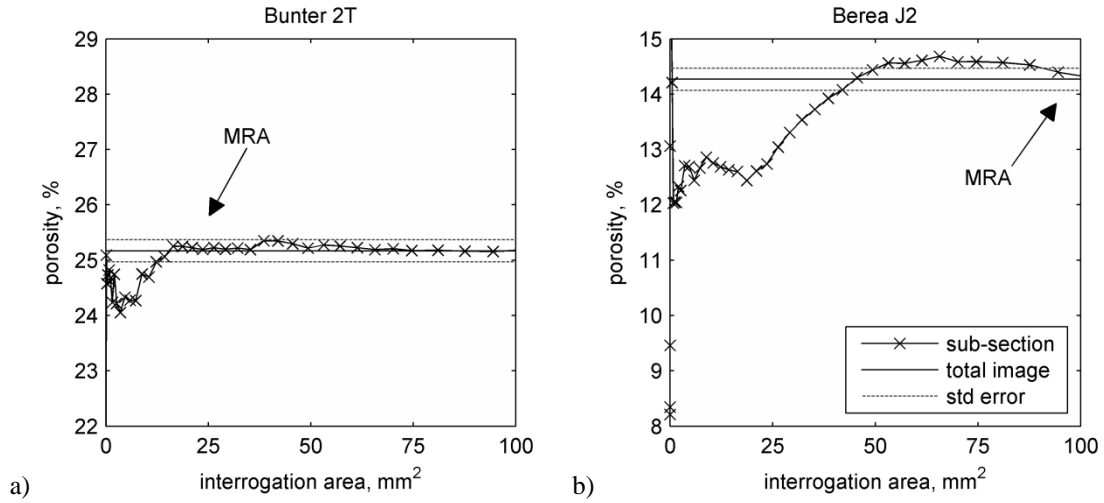 Bunter 2T
29
28
27
26
25
24
23
22
porosity, %
MRA
0 25 50 75 100
interrogation area, mm²
a)
Berea J2
15
14
13
12
11
10
9
8
porosity, %
MRA
sub-section
total image
std error
0 25 50 75 100
interrogation area, mm²
b)